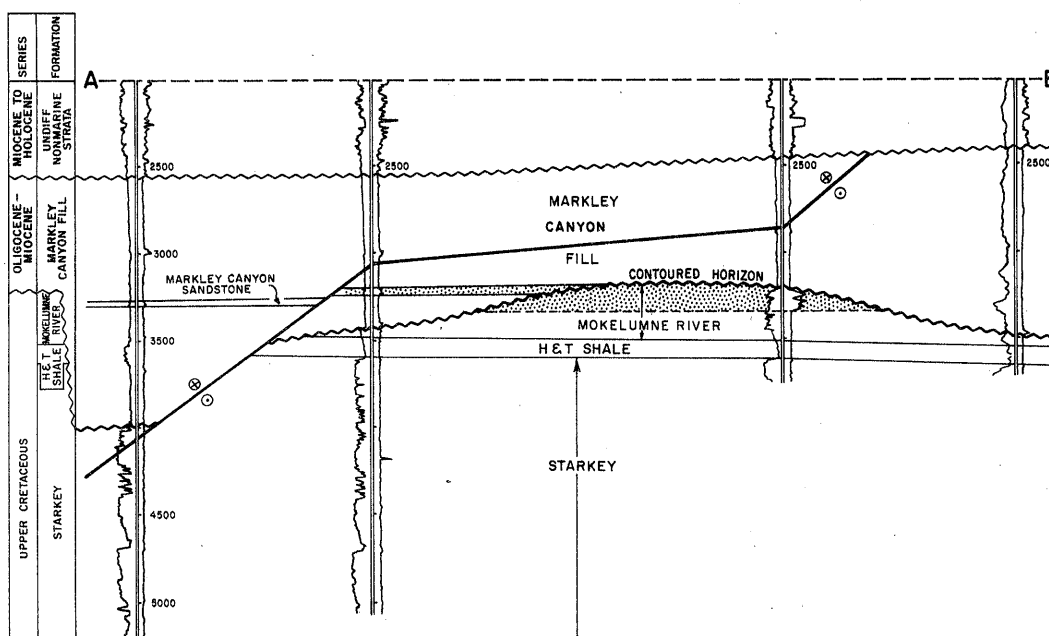 SERIES
FORMATION
MIOCENE TO
HOLOCENE
UNDIFF
NONMARINE
STRATA
OLIGOCENE–
MIOCENE
MARKLEY
CANYON FILL
MOKELUMNE
RIVER
H & T
SHALE
UPPER CRETACEOUS
STARKEY
A
2500
2500
2500
2500
MARKLEY
CANYON
FILL
3000
MARKLEY CANYON
SANDSTONE
CONTOURED HORIZON
MOKELUMNE RIVER
3500
H & T SHALE
STARKEY
4500
5000